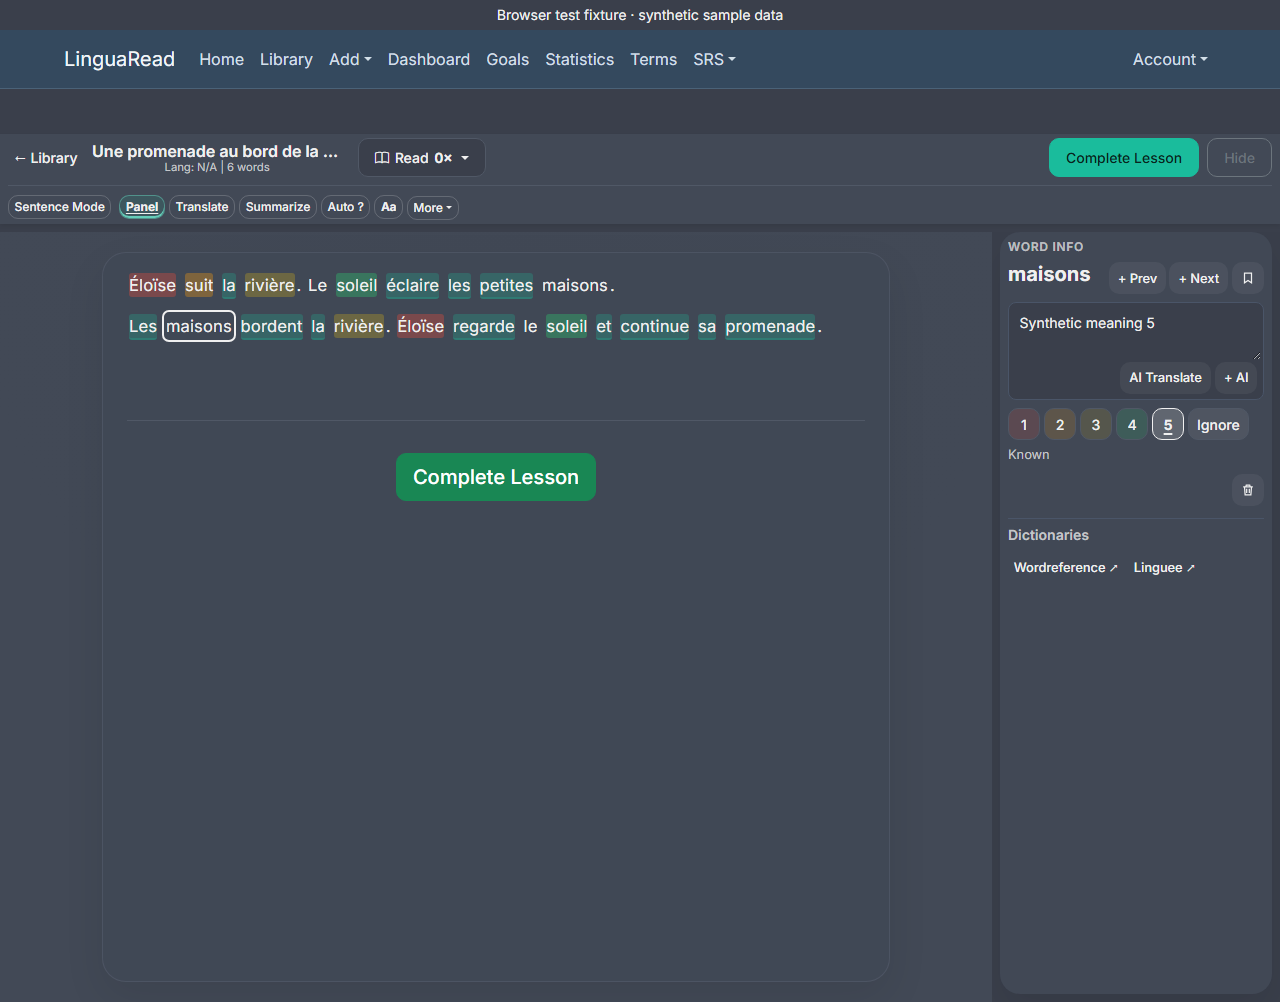 Browser test fixture · synthetic sample data
LinguaRead Home Library Add Dashboard Goals Statistics Terms SRS Account
← Library
Une promenade au bord de la ...
Lang: N/A | 6 words
Read 0×
Complete Lesson
Hide
Sentence Mode Panel Translate Summarize Auto ? Aa More
Éloïse suit la rivière. Le soleil éclaire les petites maisons.
Les maisons bordent la rivière. Éloïse regarde le soleil et continue sa promenade.
Complete Lesson
WORD INFO
maisons
+ Prev + Next
Synthetic meaning 5
AI Translate + AI
1 2 3 4 5 Ignore
Known
Dictionaries
Wordreference ↗ Linguee ↗